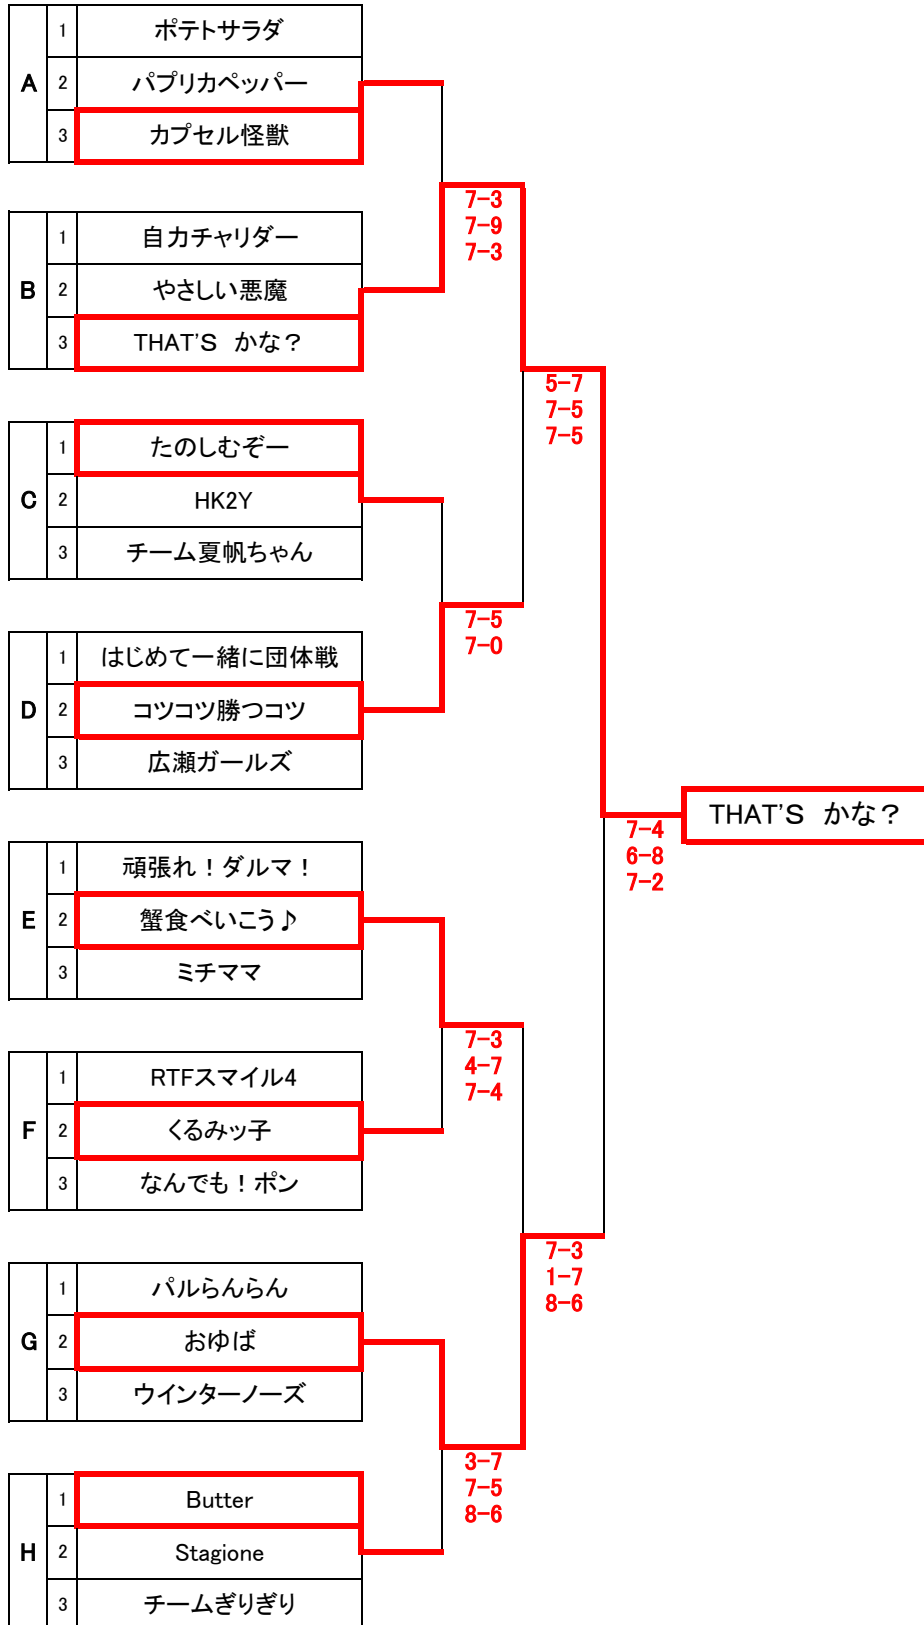 1 ポテトサラダ
A 2 パプリカペッパー
3 カプセル怪獣
7-3
7-9
7-3
1 自力チャリダー
B 2 やさしい悪魔
3 THAT'S かな？
5-7
7-5
7-5
1 たのしむぞー
C 2 HK2Y
3 チーム夏帆ちゃん
7-5
7-0
1 はじめて一緒に団体戦
D 2 コツコツ勝つコツ
3 広瀬ガールズ
THAT'S かな？
7-4
6-8
7-2
1 頑張れ！ダルマ！
E 2 蟹食べいこう♪
3 ミチママ
7-3
4-7
7-4
1 RTFスマイル4
F 2 くるみッ子
3 なんでも！ポン
7-3
1-7
8-6
1 パルらんらん
G 2 おゆば
3 ウインターノーズ
3-7
7-5
8-6
1 Butter
H 2 Stagione
3 チームぎりぎり